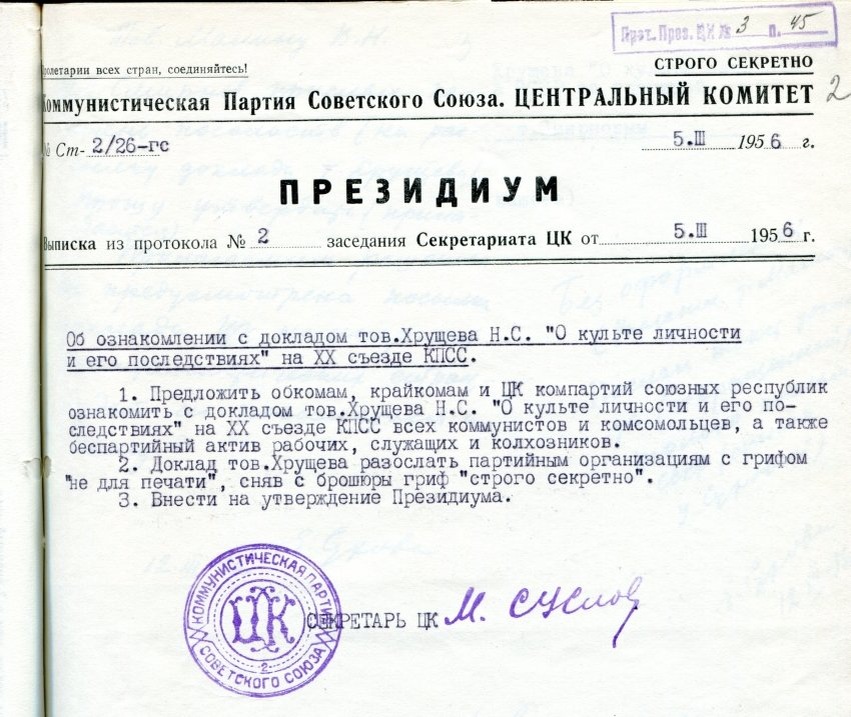 Прот. През. ЦК № 3 п. 45
Пролетарии всех стран, соединяйтесь!
СТРОГО СЕКРЕТНО
Коммунистическая Партия Советского Союза. ЦЕНТРАЛЬНЫЙ КОМИТЕТ
2
№ Ст- 2/26-гс 5.III 1956 г.
ПРЕЗИДИУМ
Выписка из протокола № 2 заседания Секретариата ЦК от 5.III 1956 г.
Об ознакомлении с докладом тов.Хрущева Н.С. "О культе личности
и его последствиях" на XX съезде КПСС.
1. Предложить обкомам, крайкомам и ЦК компартий союзных республик
ознакомить с докладом тов.Хрущева Н.С. "О культе личности и его по-
следствиях" на XX съезде КПСС всех коммунистов и комсомольцев, а также
беспартийный актив рабочих, служащих и колхозников.
2. Доклад тов.Хрущева разослать партийным организациям с грифом
"не для печати", сняв с брошюры гриф "строго секретно".
3. Внести на утверждение Президиума.
КОММУНИСТИЧЕСКАЯ ПАРТИЯ
ЦК
2
СОВЕТСКОГО СОЮЗА
СЕКРЕТАРЬ ЦК М. Суслов